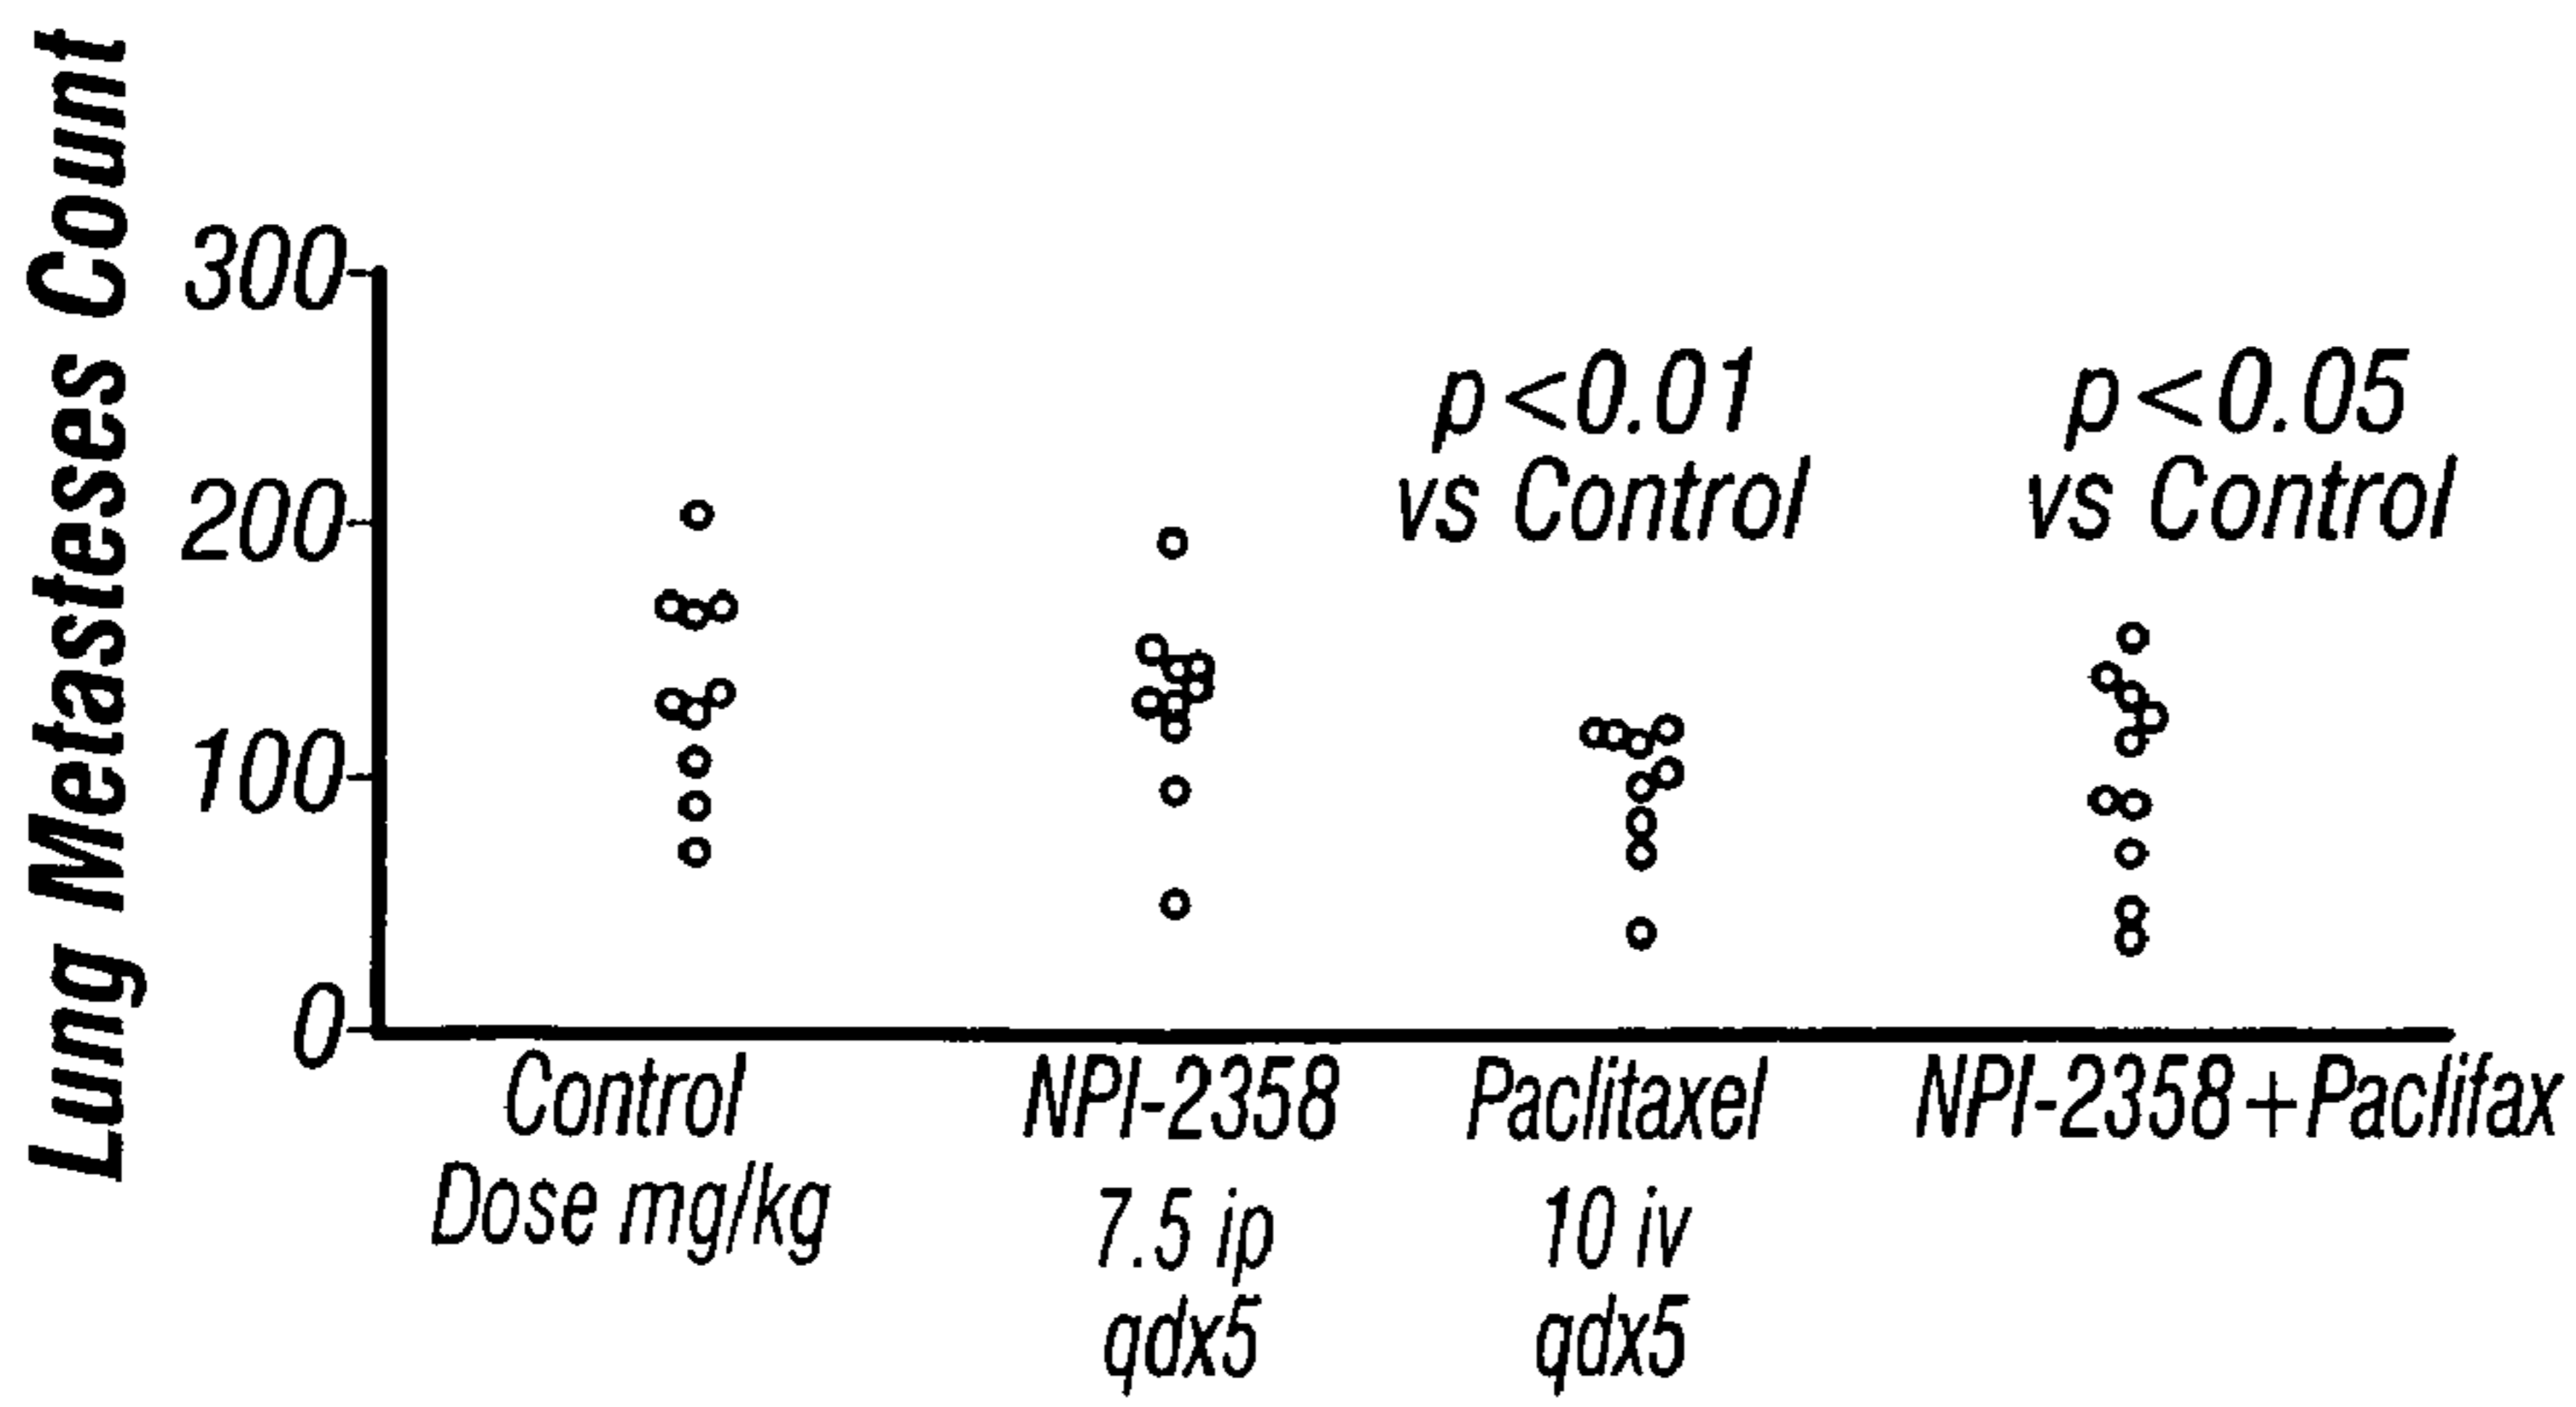 Lung Metastases Count
300
200
100
0
p<0.01
vs Control
p<0.05
vs Control
Control
NPI-2358
Paclitaxel
NPI-2358+Paclifax
Dose mg/kg
7.5 ip
10 iv
qdx5
qdx5